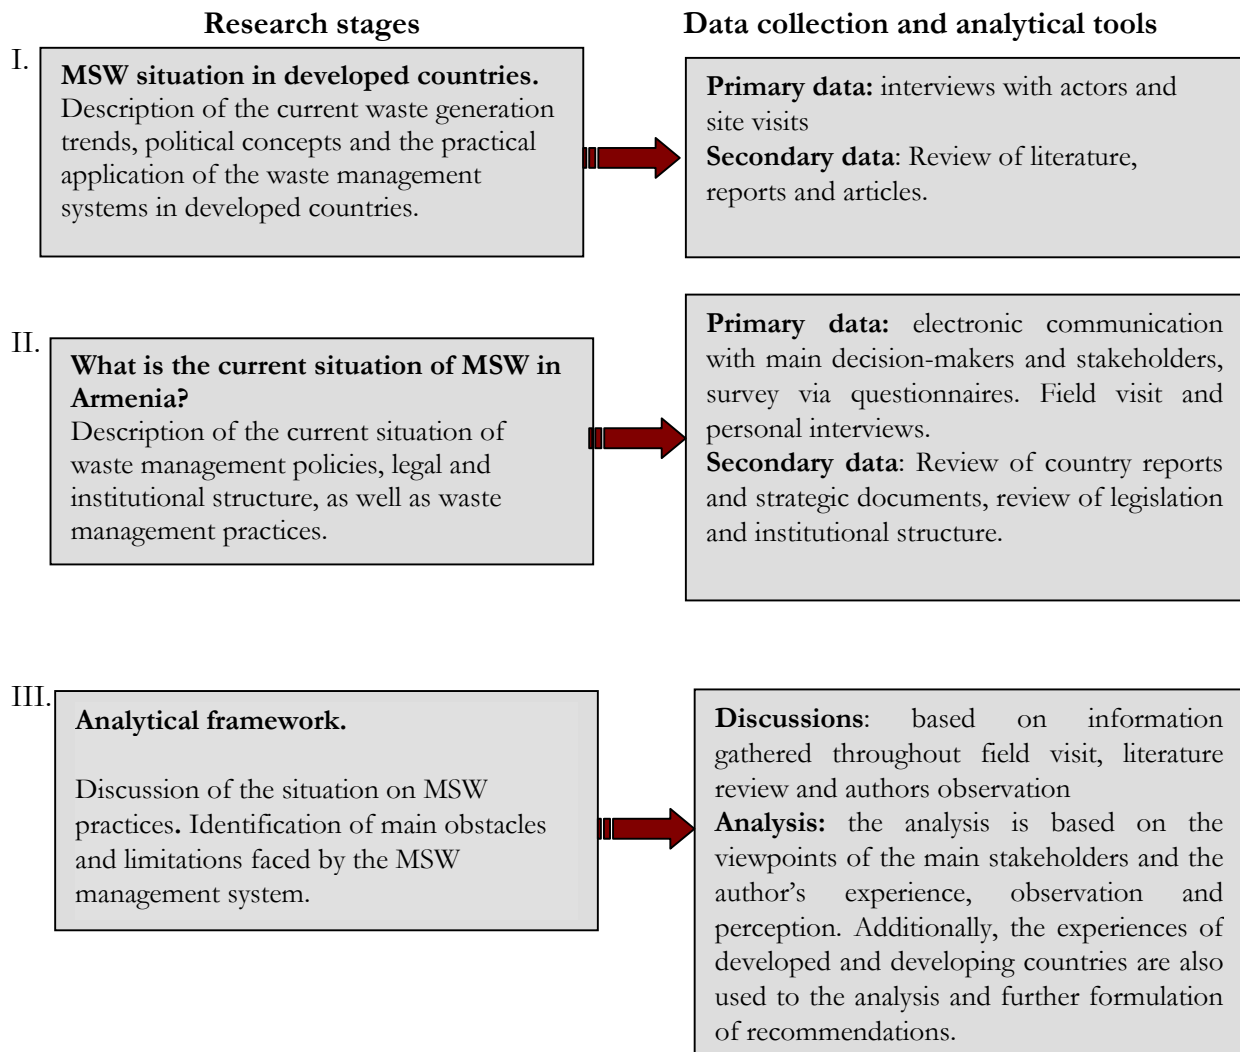 Research stages
Data collection and analytical tools
I.
MSW situation in developed countries.
Description of the current waste generation
trends, political concepts and the practical
application of the waste management
systems in developed countries.
Primary data: interviews with actors and
site visits
Secondary data: Review of literature,
reports and articles.
II.
What is the current situation of MSW in
Armenia?
Description of the current situation of
waste management policies, legal and
institutional structure, as well as waste
management practices.
Primary data: electronic communication
with main decision-makers and stakeholders,
survey via questionnaires. Field visit and
personal interviews.
Secondary data: Review of country reports
and strategic documents, review of legislation
and institutional structure.
III.
Analytical framework.
Discussion of the situation on MSW
practices. Identification of main obstacles
and limitations faced by the MSW
management system.
Discussions: based on information
gathered throughout field visit, literature
review and authors observation
Analysis: the analysis is based on the
viewpoints of the main stakeholders and the
author’s experience, observation and
perception. Additionally, the experiences of
developed and developing countries are also
used to the analysis and further formulation
of recommendations.